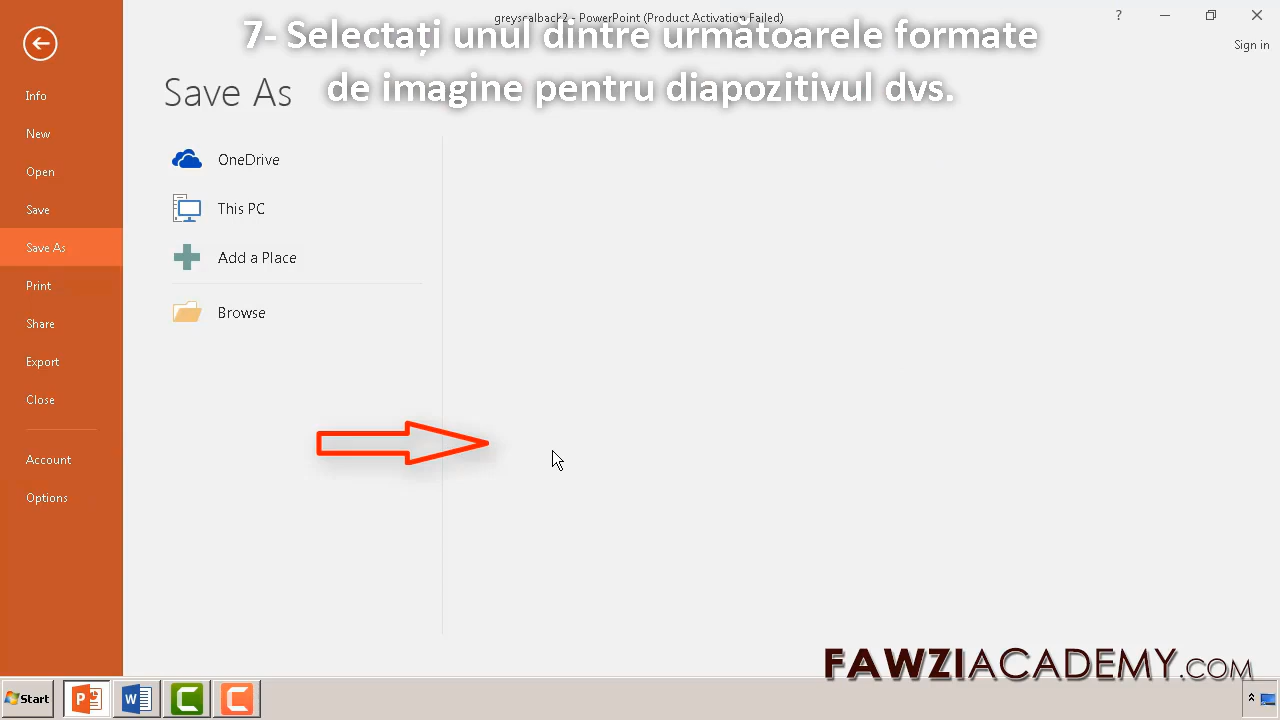 greysnalback2 - PowerPoint (Product Activation Failed)
?
7- Selectați unul dintre următoarele formate
de imagine pentru diapozitivul dvs.
Sign in
Save As
Info
New
Open
Save
Save As
Print
Share
Export
Close
Account
Options
OneDrive
This PC
Add a Place
Browse
FAWZIACADEMY.COM
Start